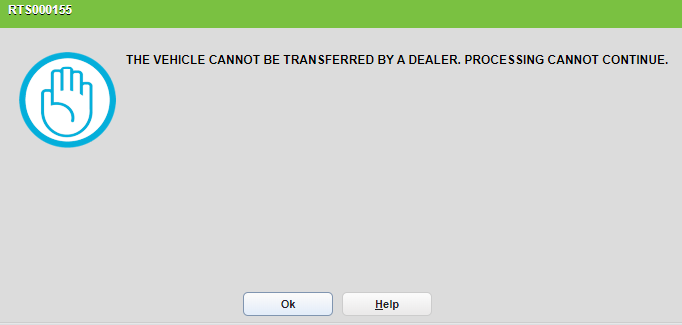 RTS000155
THE VEHICLE CANNOT BE TRANSFERRED BY A DEALER. PROCESSING CANNOT CONTINUE.
Ok
Help